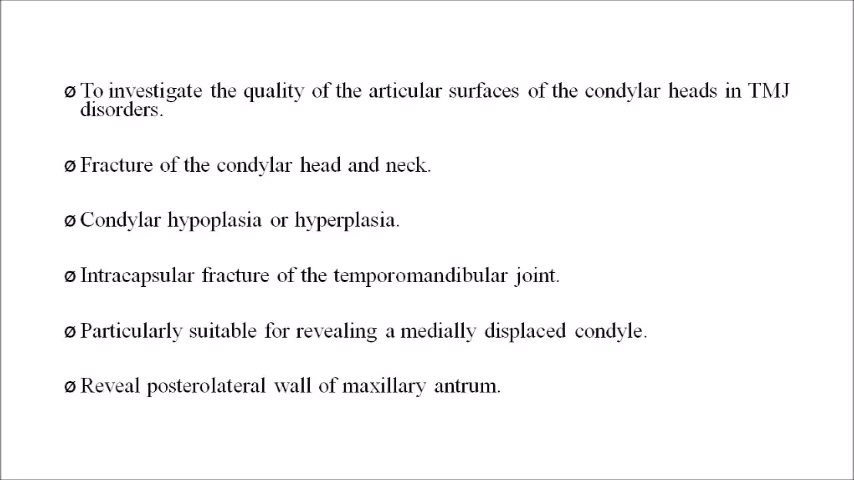 Ø To investigate the quality of the articular surfaces of the condylar heads in TMJ
disorders.
Ø Fracture of the condylar head and neck.
Ø Condylar hypoplasia or hyperplasia.
Ø Intracapsular fracture of the temporomandibular joint.
Ø Particularly suitable for revealing a medially displaced condyle.
Ø Reveal posterolateral wall of maxillary antrum.